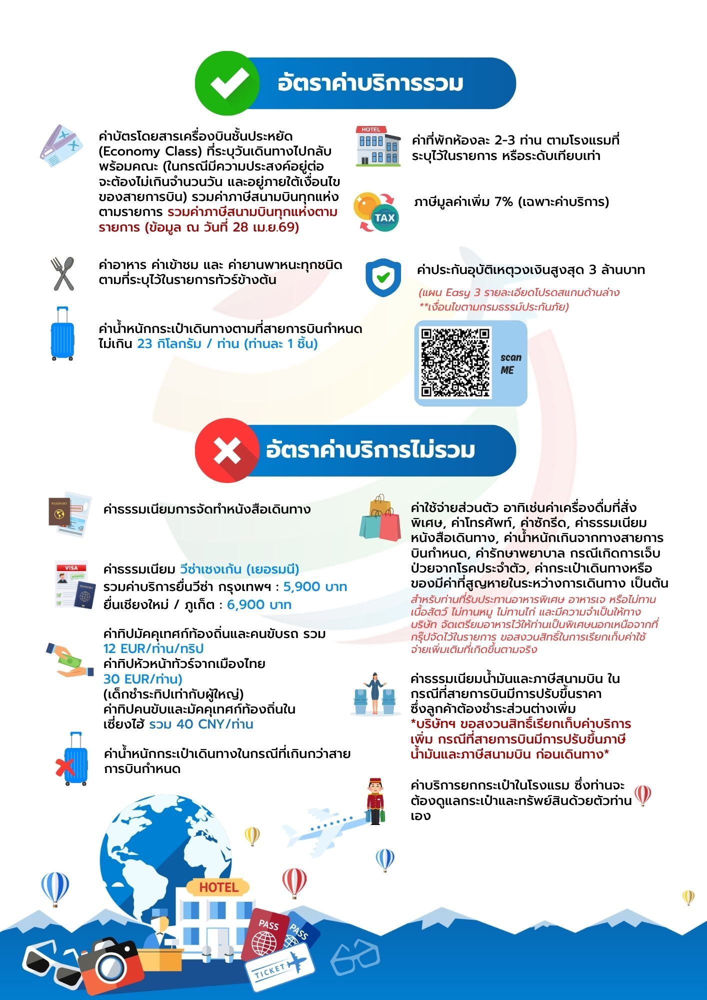 อัตราค่าบริการรวม
ค่าบัตรโดยสารเครื่องบินชั้นประหยัด
(Economy Class) ที่ระบุวันเดินทางไปกลับ
พร้อมคณะ (ในกรณีมีความประสงค์อยู่ต่อ
จะต้องไม่เกินจำนวนวัน และอยู่ภายใต้เงื่อนไข
ของสายการบิน) รวมค่าภาษีสนามบินทุกแห่ง
ตามรายการ รวมค่าภาษีสนามบินทุกแห่งตาม
รายการ (ข้อมูล ณ วันที่ 28 เม.ย.69)
ค่าอาหาร ค่าเข้าชม และ ค่ายานพาหนะทุกชนิด
ตามที่ระบุไว้ในรายการทัวร์ข้างต้น
ค่าน้ำหนักกระเป๋าเดินทางตามที่สายการบินกำหนด
ไม่เกิน 23 กิโลกรัม / ท่าน (ท่านละ 1 ชิ้น)
HOTEL
ค่าที่พักห้องละ 2-3 ท่าน ตามโรงแรมที่
ระบุไว้ในรายการ หรือระดับเทียบเท่า
TAX
ภาษีมูลค่าเพิ่ม 7% (เฉพาะค่าบริการ)
ค่าประกันอุบัติเหตุวงเงินสูงสุด 3 ล้านบาท
(แผน Easy 3 รายละเอียดโปรดสแกนด้านล่าง
**เงื่อนไขตามกรมธรรม์ประกันภัย)
scan
ME
อัตราค่าบริการไม่รวม
PASSPORT
APPROVED
ค่าธรรมเนียมการจัดทำหนังสือเดินทาง
VISA
APPROVED
PASSPORT
ค่าธรรมเนียม วีซ่าเชงเก้น (เยอรมนี)
รวมค่าบริการยื่นวีซ่า กรุงเทพฯ : 5,900 บาท
ยื่นเชียงใหม่ / ภูเก็ต : 6,900 บาท
ค่าทิปมัคคุเทศก์ท้องถิ่นและคนขับรถ รวม
12 EUR/ท่าน/ทริป
ค่าทิปหัวหน้าทัวร์จากเมืองไทย
30 EUR/ท่าน)
(เด็กชำระทิปเท่ากับผู้ใหญ่)
ค่าทิปคนขับและมัคคุเทศก์ท้องถิ่นใน
เซี่ยงไฮ้ รวม 40 CNY/ท่าน
ค่าน้ำหนักกระเป๋าเดินทางในกรณีที่เกินกว่าสาย
การบินกำหนด
ค่าใช้จ่ายส่วนตัว อาทิเช่นค่าเครื่องดื่มที่สั่ง
พิเศษ, ค่าโทรศัพท์, ค่าซักรีด, ค่าธรรมเนียม
หนังสือเดินทาง, ค่าน้ำหนักเกินจากทางสายการ
บินกำหนด, ค่ารักษาพยาบาล กรณีเกิดการเจ็บ
ป่วยจากโรคประจำตัว, ค่ากระเป๋าเดินทางหรือ
ของมีค่าที่สูญหายในระหว่างการเดินทาง เป็นต้น
สำหรับท่านที่รับประทานอาหารพิเศษ อาหารเจ หรือไม่ทาน
เนื้อสัตว์ ไม่ทานหมู ไม่ทานไก่ และมีความจำเป็นให้ทาง
บริษัท จัดเตรียมอาหารไว้ให้ท่านเป็นพิเศษนอกเหนือจากที่
กรุ๊ปจัดไว้ในรายการ ขอสงวนสิทธิ์ในการเรียกเก็บค่าใช้
จ่ายเพิ่มเติมที่เกิดขึ้นตามจริง
ค่าธรรมเนียมน้ำมันและภาษีสนามบิน ใน
กรณีที่สายการบินมีการปรับขึ้นราคา
ซึ่งลูกค้าต้องชำระส่วนต่างเพิ่ม
*บริษัทฯ ขอสงวนสิทธิ์เรียกเก็บค่าบริการ
เพิ่ม กรณีที่สายการบินมีการปรับขึ้นภาษี
น้ำมันและภาษีสนามบิน ก่อนเดินทาง*
ค่าบริการยกกระเป๋าในโรงแรม ซึ่งท่านจะ
ต้องดูแลกระเป๋าและทรัพย์สินด้วยตัวท่าน
เอง
HOTEL
PASS
PASS
TICKET